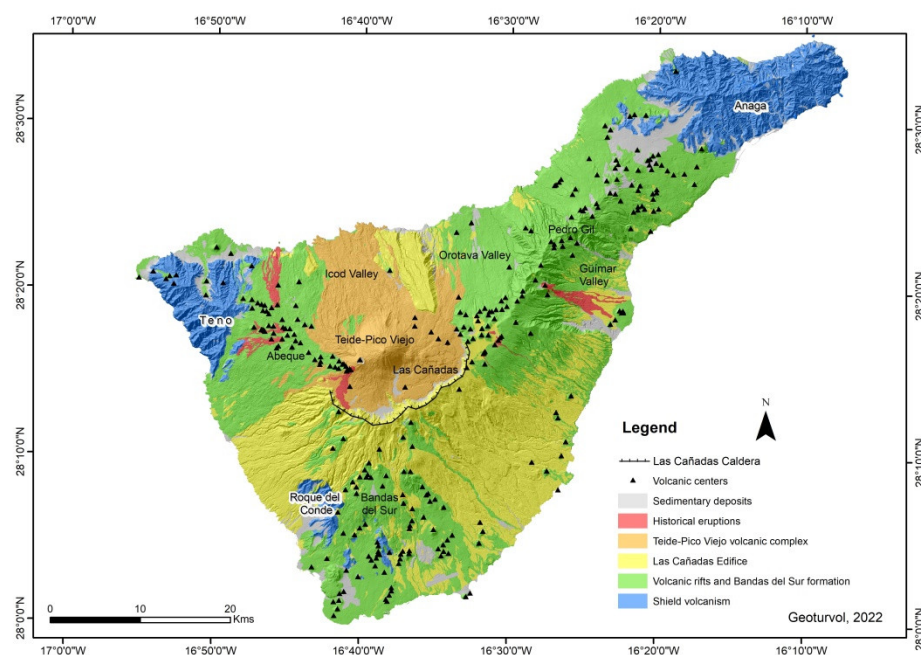 17°0'0"W 16°50'0"W 16°40'0"W 16°30'0"W 16°20'0"W 16°10'0"W
28°30'0"N
28°30'0"N
Anaga
Pedro Gil
Orotava Valley
Güimar
Valley
Icod Valley
28°20'0"N
28°20'0"N
Teno
Teide-Pico Viejo
Abeque
Las Cañadas
28°10'0"N
28°10'0"N
Roque del
Conde
Bandas
del Sur
N
Legend
Las Cañadas Caldera
Volcanic centers
Sedimentary deposits
Historical eruptions
Teide-Pico Viejo volcanic complex
Las Cañadas Edifice
Volcanic rifts and Bandas del Sur formation
Shield volcanism
0 10 20
Kms
Geoturvol, 2022
28°0'0"N
28°0'0"N
17°0'0"W 16°50'0"W 16°40'0"W 16°30'0"W 16°20'0"W 16°10'0"W